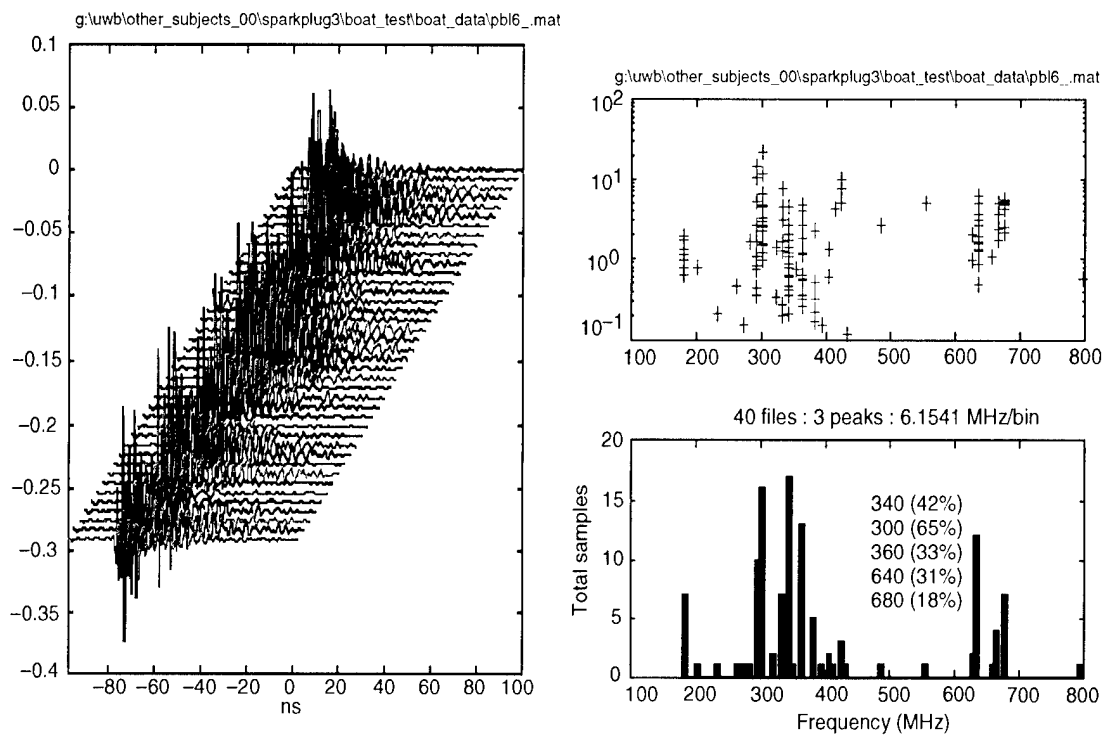 g:\uwb\other_subjects_00\sparkplug3\boat_test\boat_data\pbl6_.mat
0.1
0.05
0
−0.05
−0.1
−0.15
−0.2
−0.25
−0.3
−0.35
−0.4
−80 −60 −40 −20 0 20 40 60 80 100
ns
g:\uwb\other_subjects_00\sparkplug3\boat_test\boat_data\pbl6_.mat
10^2
10^1
10^0
10^−1
100 200 300 400 500 600 700 800
40 files : 3 peaks : 6.1541 MHz/bin
20
15
10
5
0
Total samples
340 (42%)
300 (65%)
360 (33%)
640 (31%)
680 (18%)
100 200 300 400 500 600 700 800
Frequency (MHz)